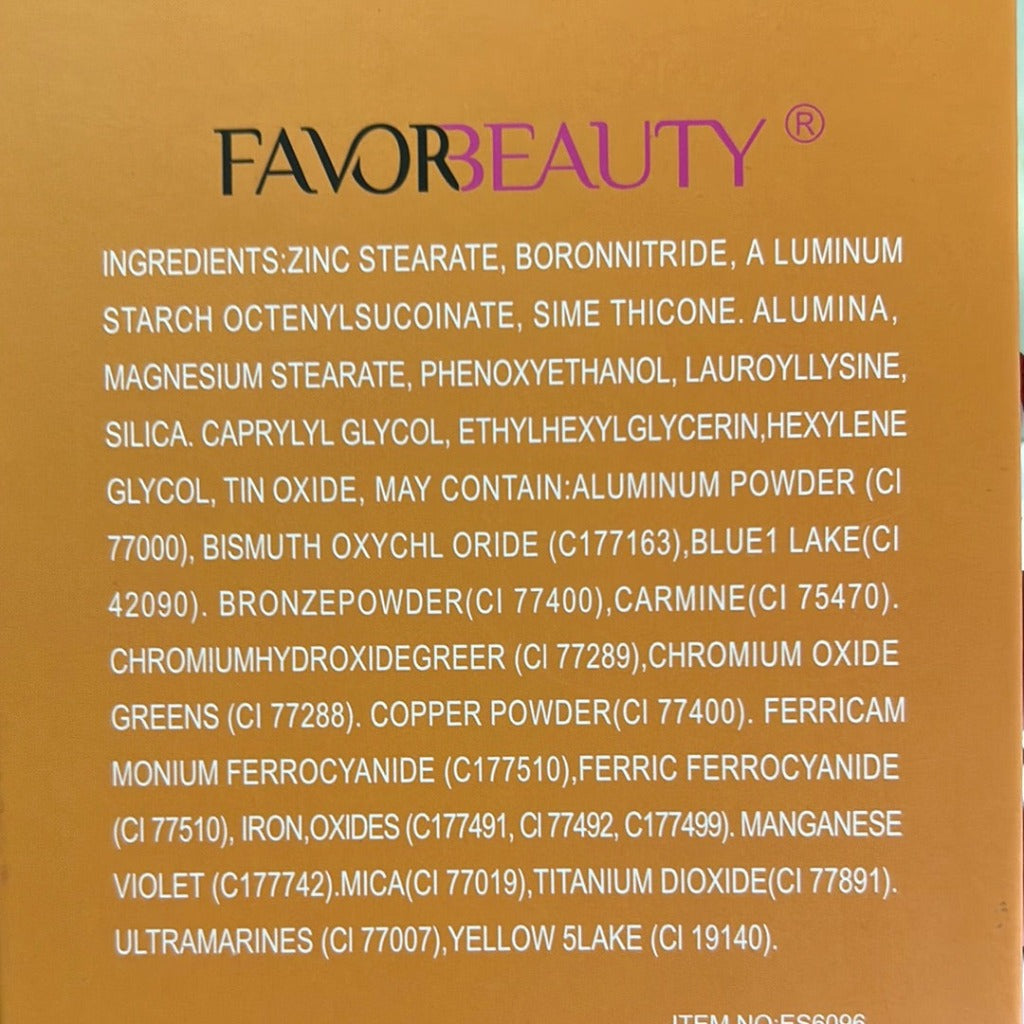 FAVORBEAUTY®
INGREDIENTS:ZINC STEARATE, BORONNITRIDE, A LUMINUM
STARCH OCTENYLSUCOINATE, SIME THICONE. ALUMINA,
MAGNESIUM STEARATE, PHENOXYETHANOL, LAUROYLLYSINE,
SILICA. CAPRYLYL GLYCOL, ETHYLHEXYLGLYCERIN,HEXYLENE
GLYCOL, TIN OXIDE, MAY CONTAIN:ALUMINUM POWDER (CI
77000), BISMUTH OXYCHL ORIDE (C177163),BLUE1 LAKE(CI
42090). BRONZEPOWDER(CI 77400),CARMINE(CI 75470).
CHROMIUMHYDROXIDEGREER (CI 77289),CHROMIUM OXIDE
GREENS (CI 77288). COPPER POWDER(CI 77400). FERRICAM
MONIUM FERROCYANIDE (C177510),FERRIC FERROCYANIDE
(CI 77510), IRON,OXIDES (C177491, CI 77492, C177499). MANGANESE
VIOLET (C177742).MICA(CI 77019),TITANIUM DIOXIDE(CI 77891).
ULTRAMARINES (CI 77007),YELLOW 5LAKE (CI 19140).
ITEM NO:ES6096